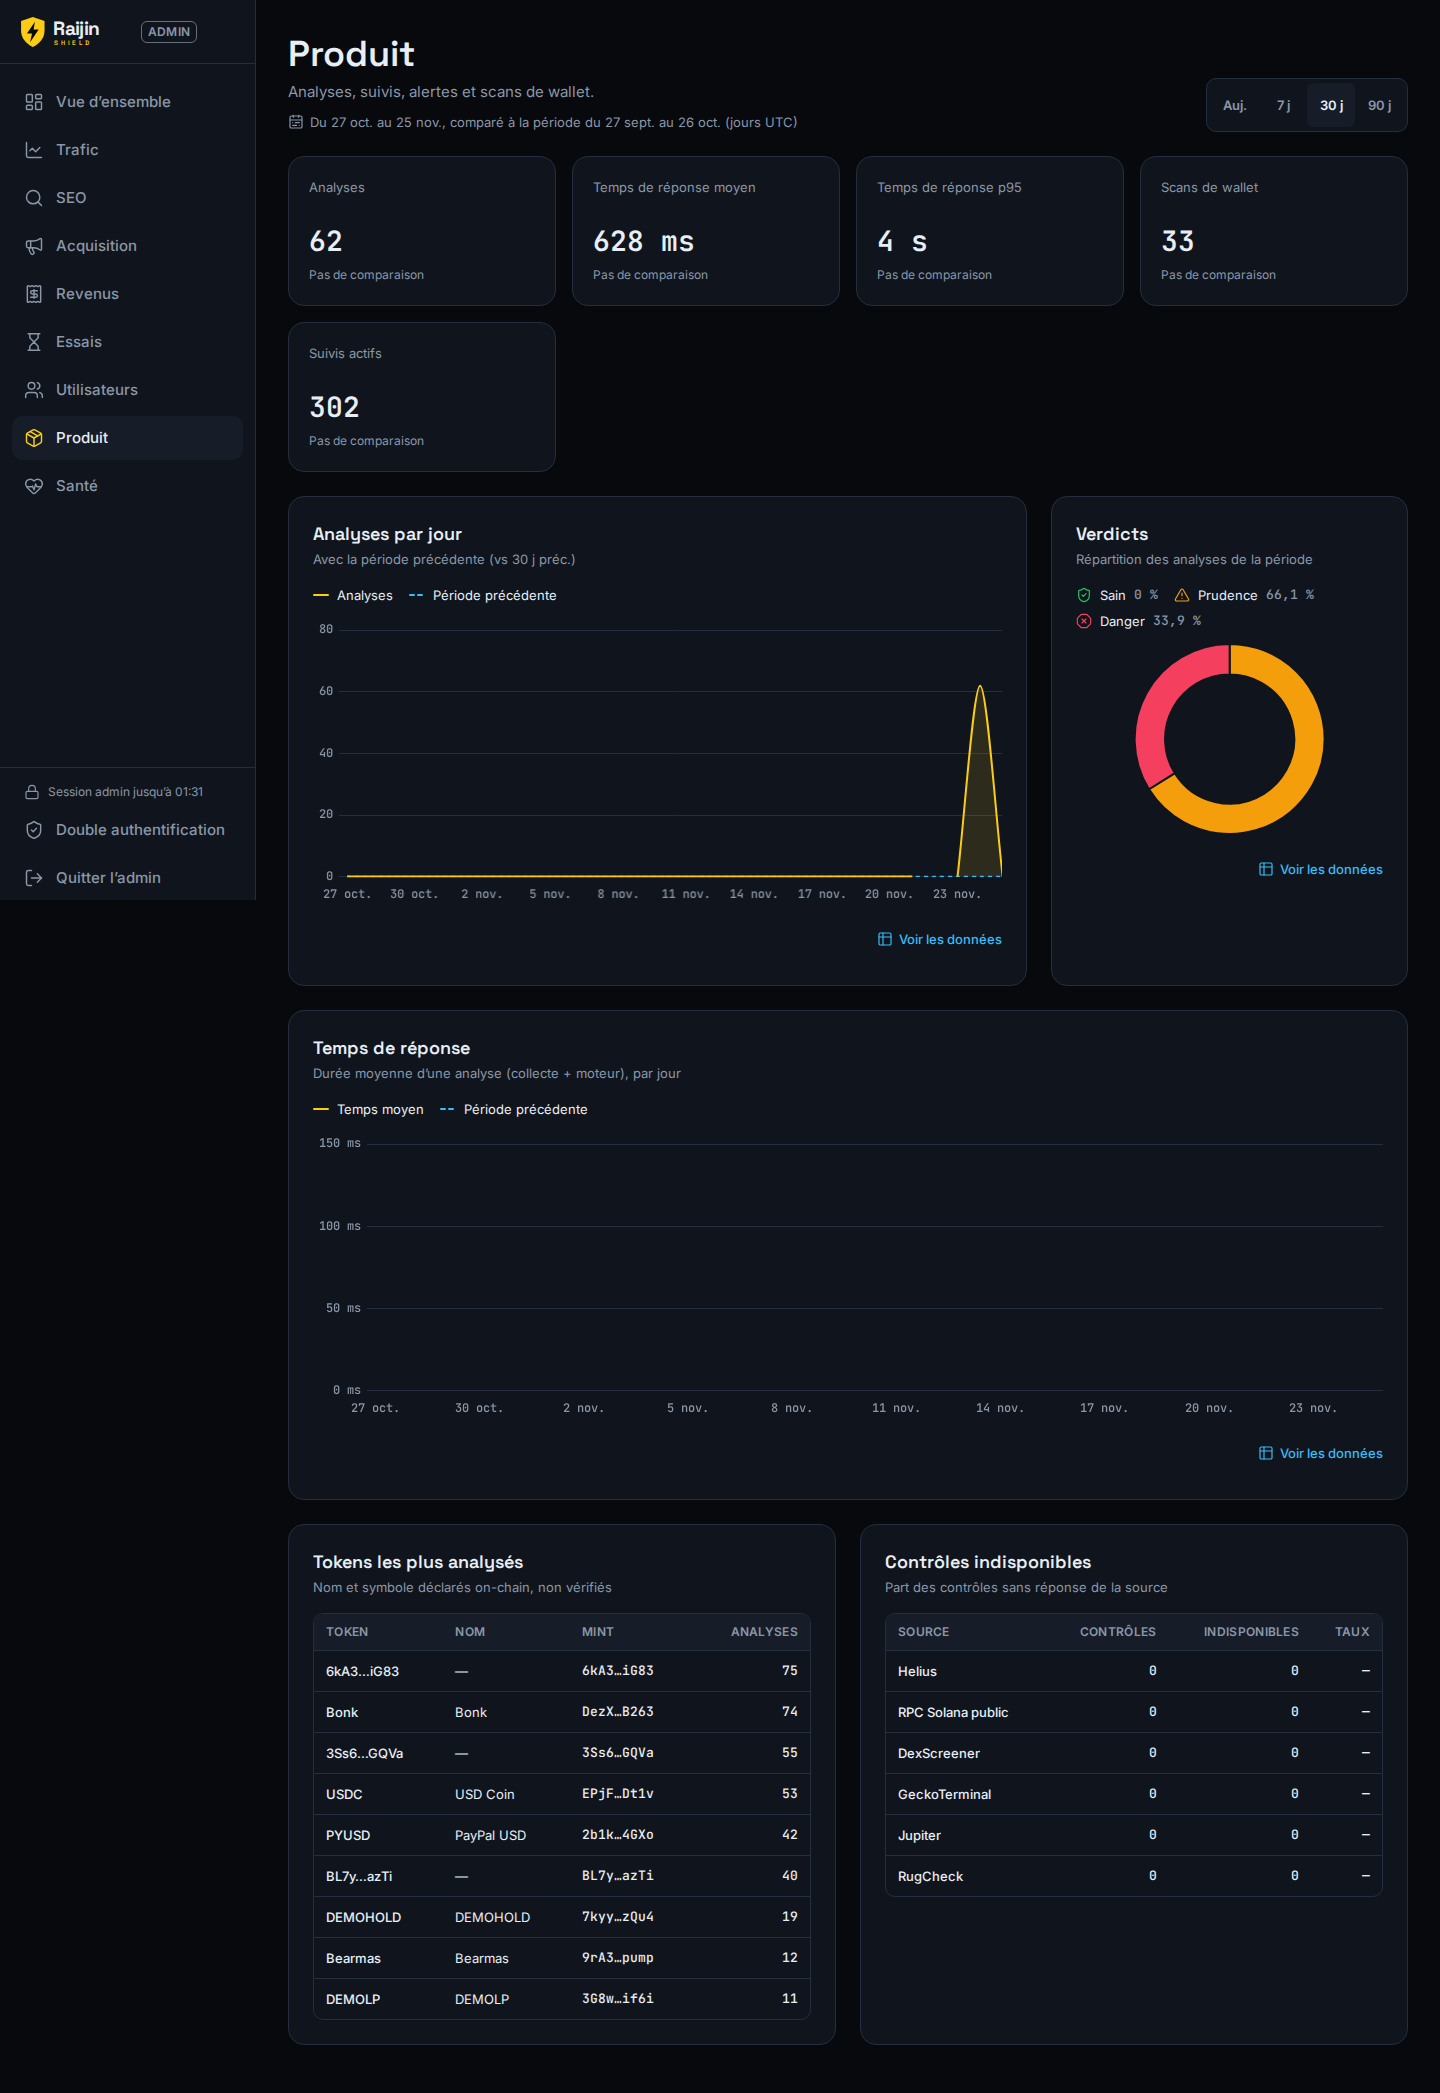 Raijin
SHIELD
ADMIN
Vue d’ensemble
Trafic
SEO
Acquisition
Revenus
Essais
Utilisateurs
Produit
Santé
Session admin jusqu’à 01:31
Double authentification
Quitter l’admin
Produit
Analyses, suivis, alertes et scans de wallet.
Du 27 oct. au 25 nov., comparé à la période du 27 sept. au 26 oct. (jours UTC)
Auj. 7 j 30 j 90 j
Analyses
62
Pas de comparaison
Temps de réponse moyen
628 ms
Pas de comparaison
Temps de réponse p95
4 s
Pas de comparaison
Scans de wallet
33
Pas de comparaison
Suivis actifs
302
Pas de comparaison
Analyses par jour
Avec la période précédente (vs 30 j préc.)
Analyses Période précédente
80
60
40
20
0
27 oct. 30 oct. 2 nov. 5 nov. 8 nov. 11 nov. 14 nov. 17 nov. 20 nov. 23 nov.
Voir les données
Verdicts
Répartition des analyses de la période
Sain 0 % Prudence 66,1 %
Danger 33,9 %
Voir les données
Temps de réponse
Durée moyenne d’une analyse (collecte + moteur), par jour
Temps moyen Période précédente
150 ms
100 ms
50 ms
0 ms
27 oct. 30 oct. 2 nov. 5 nov. 8 nov. 11 nov. 14 nov. 17 nov. 20 nov. 23 nov.
Voir les données
Tokens les plus analysés
Nom et symbole déclarés on-chain, non vérifiés
TOKEN NOM MINT ANALYSES
6kA3…iG83 — 6kA3…iG83 75
Bonk Bonk DezX…B263 74
3Ss6…GQVa — 3Ss6…GQVa 55
USDC USD Coin EPjF…Dt1v 53
PYUSD PayPal USD 2b1k…4GXo 42
BL7y…azTi — BL7y…azTi 40
DEMOHOLD DEMOHOLD 7kyy…zQu4 19
Bearmas Bearmas 9rA3…pump 12
DEMOLP DEMOLP 3G8w…if6i 11
Contrôles indisponibles
Part des contrôles sans réponse de la source
SOURCE CONTRÔLES INDISPONIBLES TAUX
Helius 0 0 —
RPC Solana public 0 0 —
DexScreener 0 0 —
GeckoTerminal 0 0 —
Jupiter 0 0 —
RugCheck 0 0 —